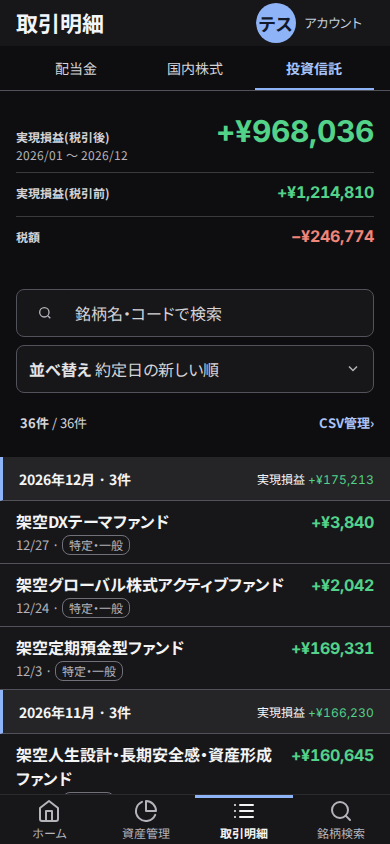 取引明細
テス アカウント
配当金 国内株式 投資信託
実現損益(税引後) +¥968,036
2026/01 〜 2026/12
実現損益(税引前) +¥1,214,810
税額 −¥246,774
銘柄名・コードで検索
並べ替え 約定日の新しい順
36件 / 36件 CSV管理›
2026年12月・3件 実現損益 +¥175,213
架空DXテーマファンド +¥3,840
12/27・特定・一般
架空グローバル株式アクティブファンド +¥2,042
12/24・特定・一般
架空定期預金型ファンド +¥169,331
12/3・特定・一般
2026年11月・3件 実現損益 +¥166,230
架空人生設計・長期安全感・資産形成 +¥160,645
ファンド
ホーム 資産管理 取引明細 銘柄検索